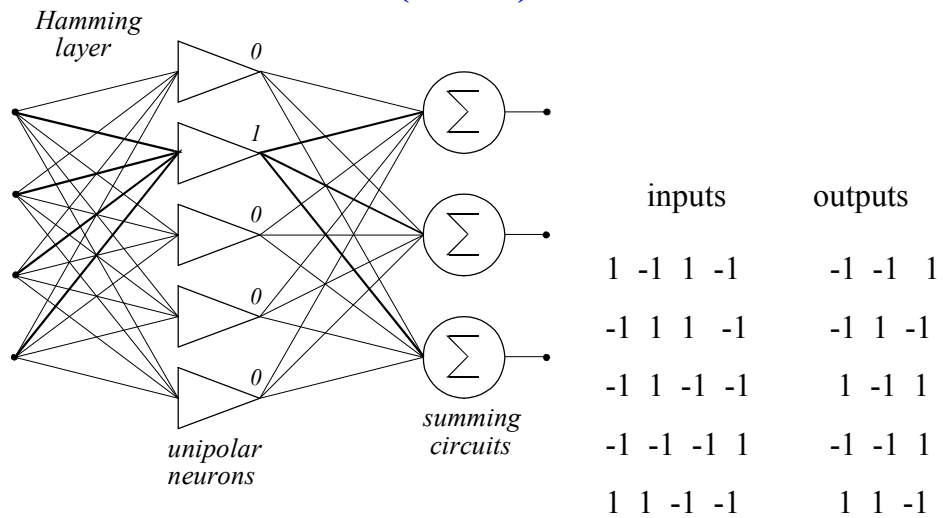 Hamming
layer
0
1
0
0
0
Σ
Σ
Σ
unipolar
neurons
summing
circuits
inputs outputs
1 -1 1 -1 -1 -1 1
-1 1 1 -1 -1 1 -1
-1 1 -1 -1 1 -1 1
-1 -1 -1 1 -1 -1 1
1 1 -1 -1 1 1 -1